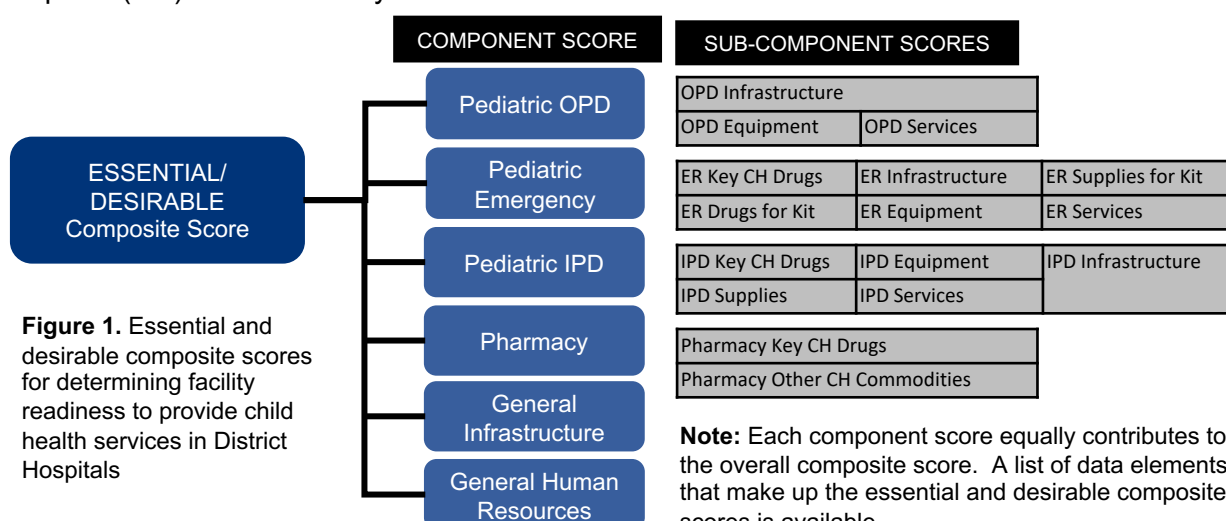 COMPONENT SCORE
SUB-COMPONENT SCORES
ESSENTIAL/
DESIRABLE
Composite Score
Pediatric OPD
OPD Infrastructure
OPD Equipment
OPD Services
Pediatric
Emergency
ER Key CH Drugs
ER Infrastructure
ER Supplies for Kit
ER Drugs for Kit
ER Equipment
ER Services
Pediatric IPD
IPD Key CH Drugs
IPD Equipment
IPD Infrastructure
IPD Supplies
IPD Services
Pharmacy
Pharmacy Key CH Drugs
Pharmacy Other CH Commodities
General
Infrastructure
General Human
Resources
Figure 1. Essential and
desirable composite scores
for determining facility
readiness to provide child
health services in District
Hospitals
Note: Each component score equally contributes to
the overall composite score.  A list of data elements
that make up the essential and desirable composite
scores is available